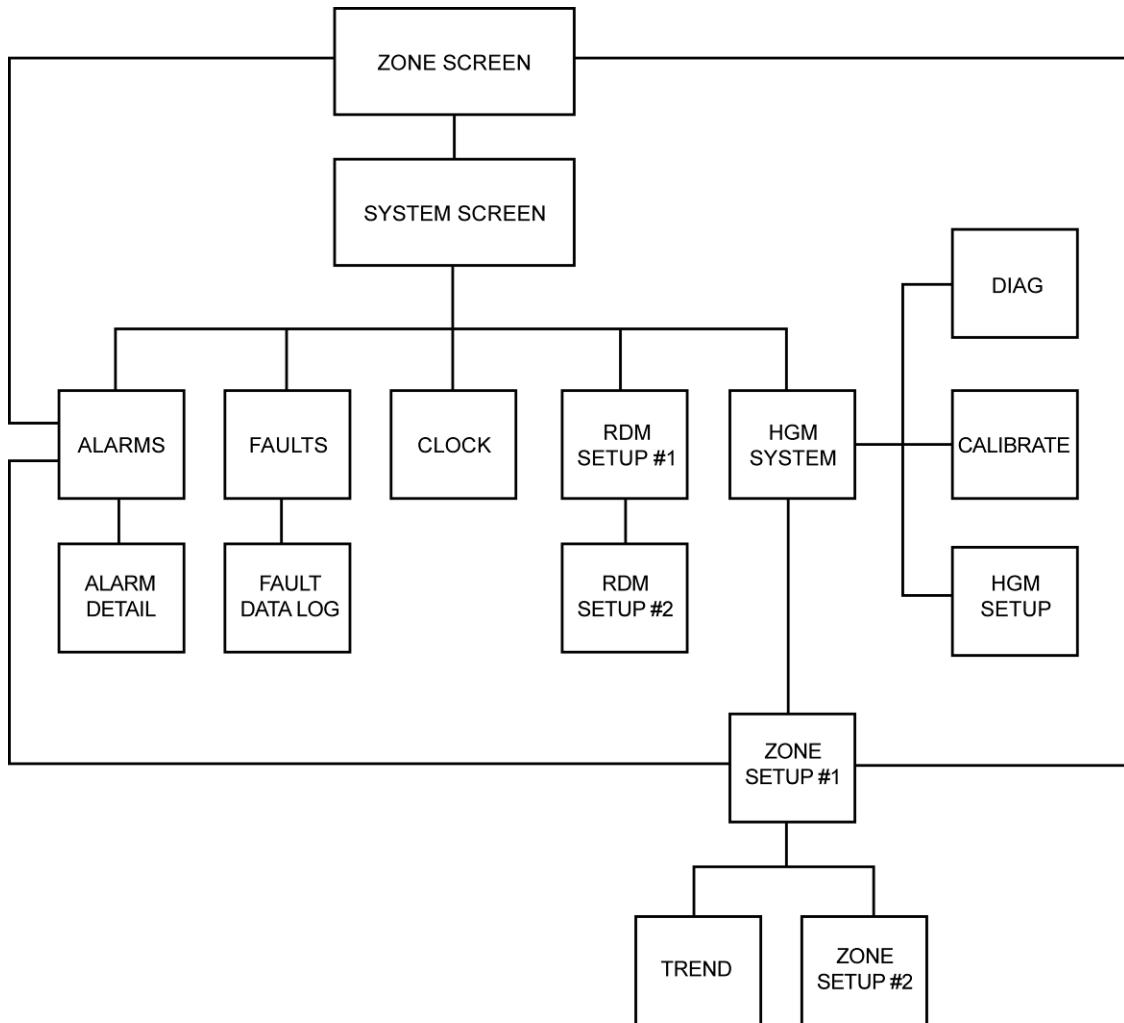 ZONE SCREEN
SYSTEM SCREEN
DIAG
ALARMS
FAULTS
CLOCK
RDM
SETUP #1
HGM
SYSTEM
CALIBRATE
ALARM
DETAIL
FAULT
DATA LOG
RDM
SETUP #2
HGM
SETUP
ZONE
SETUP #1
TREND
ZONE
SETUP #2